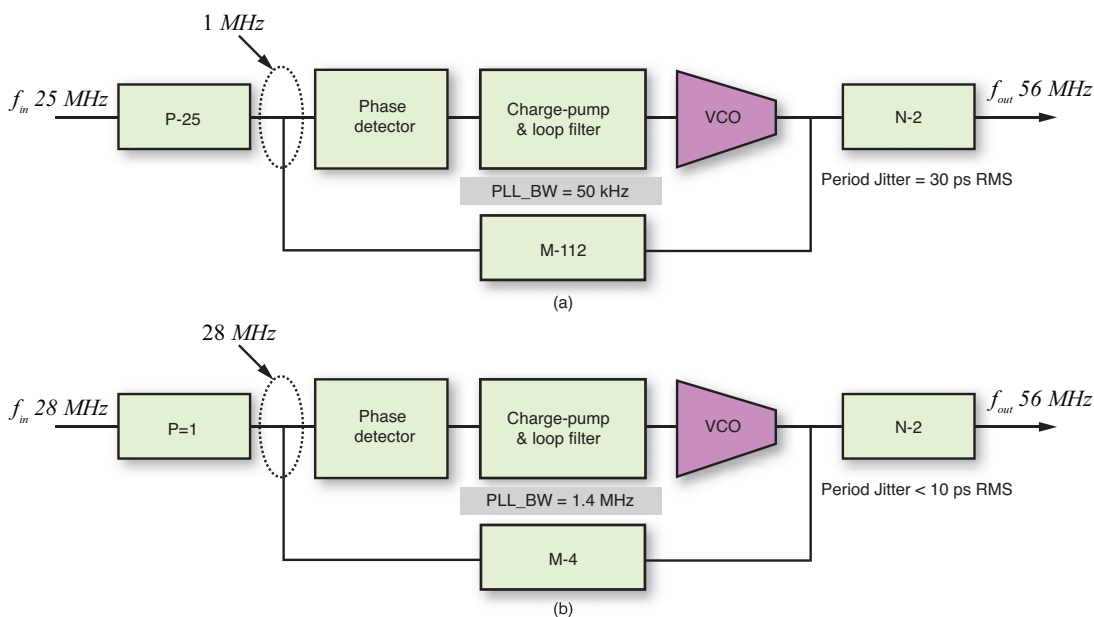 1 MHz
f_in 25 MHz
P-25
Phase
detector
Charge-pump
& loop filter
VCO
N-2
f_out 56 MHz
PLL_BW = 50 kHz
Period Jitter = 30 ps RMS
M-112
(a)
28 MHz
f_in 28 MHz
P=1
Phase
detector
Charge-pump
& loop filter
VCO
N-2
f_out 56 MHz
PLL_BW = 1.4 MHz
Period Jitter < 10 ps RMS
M-4
(b)